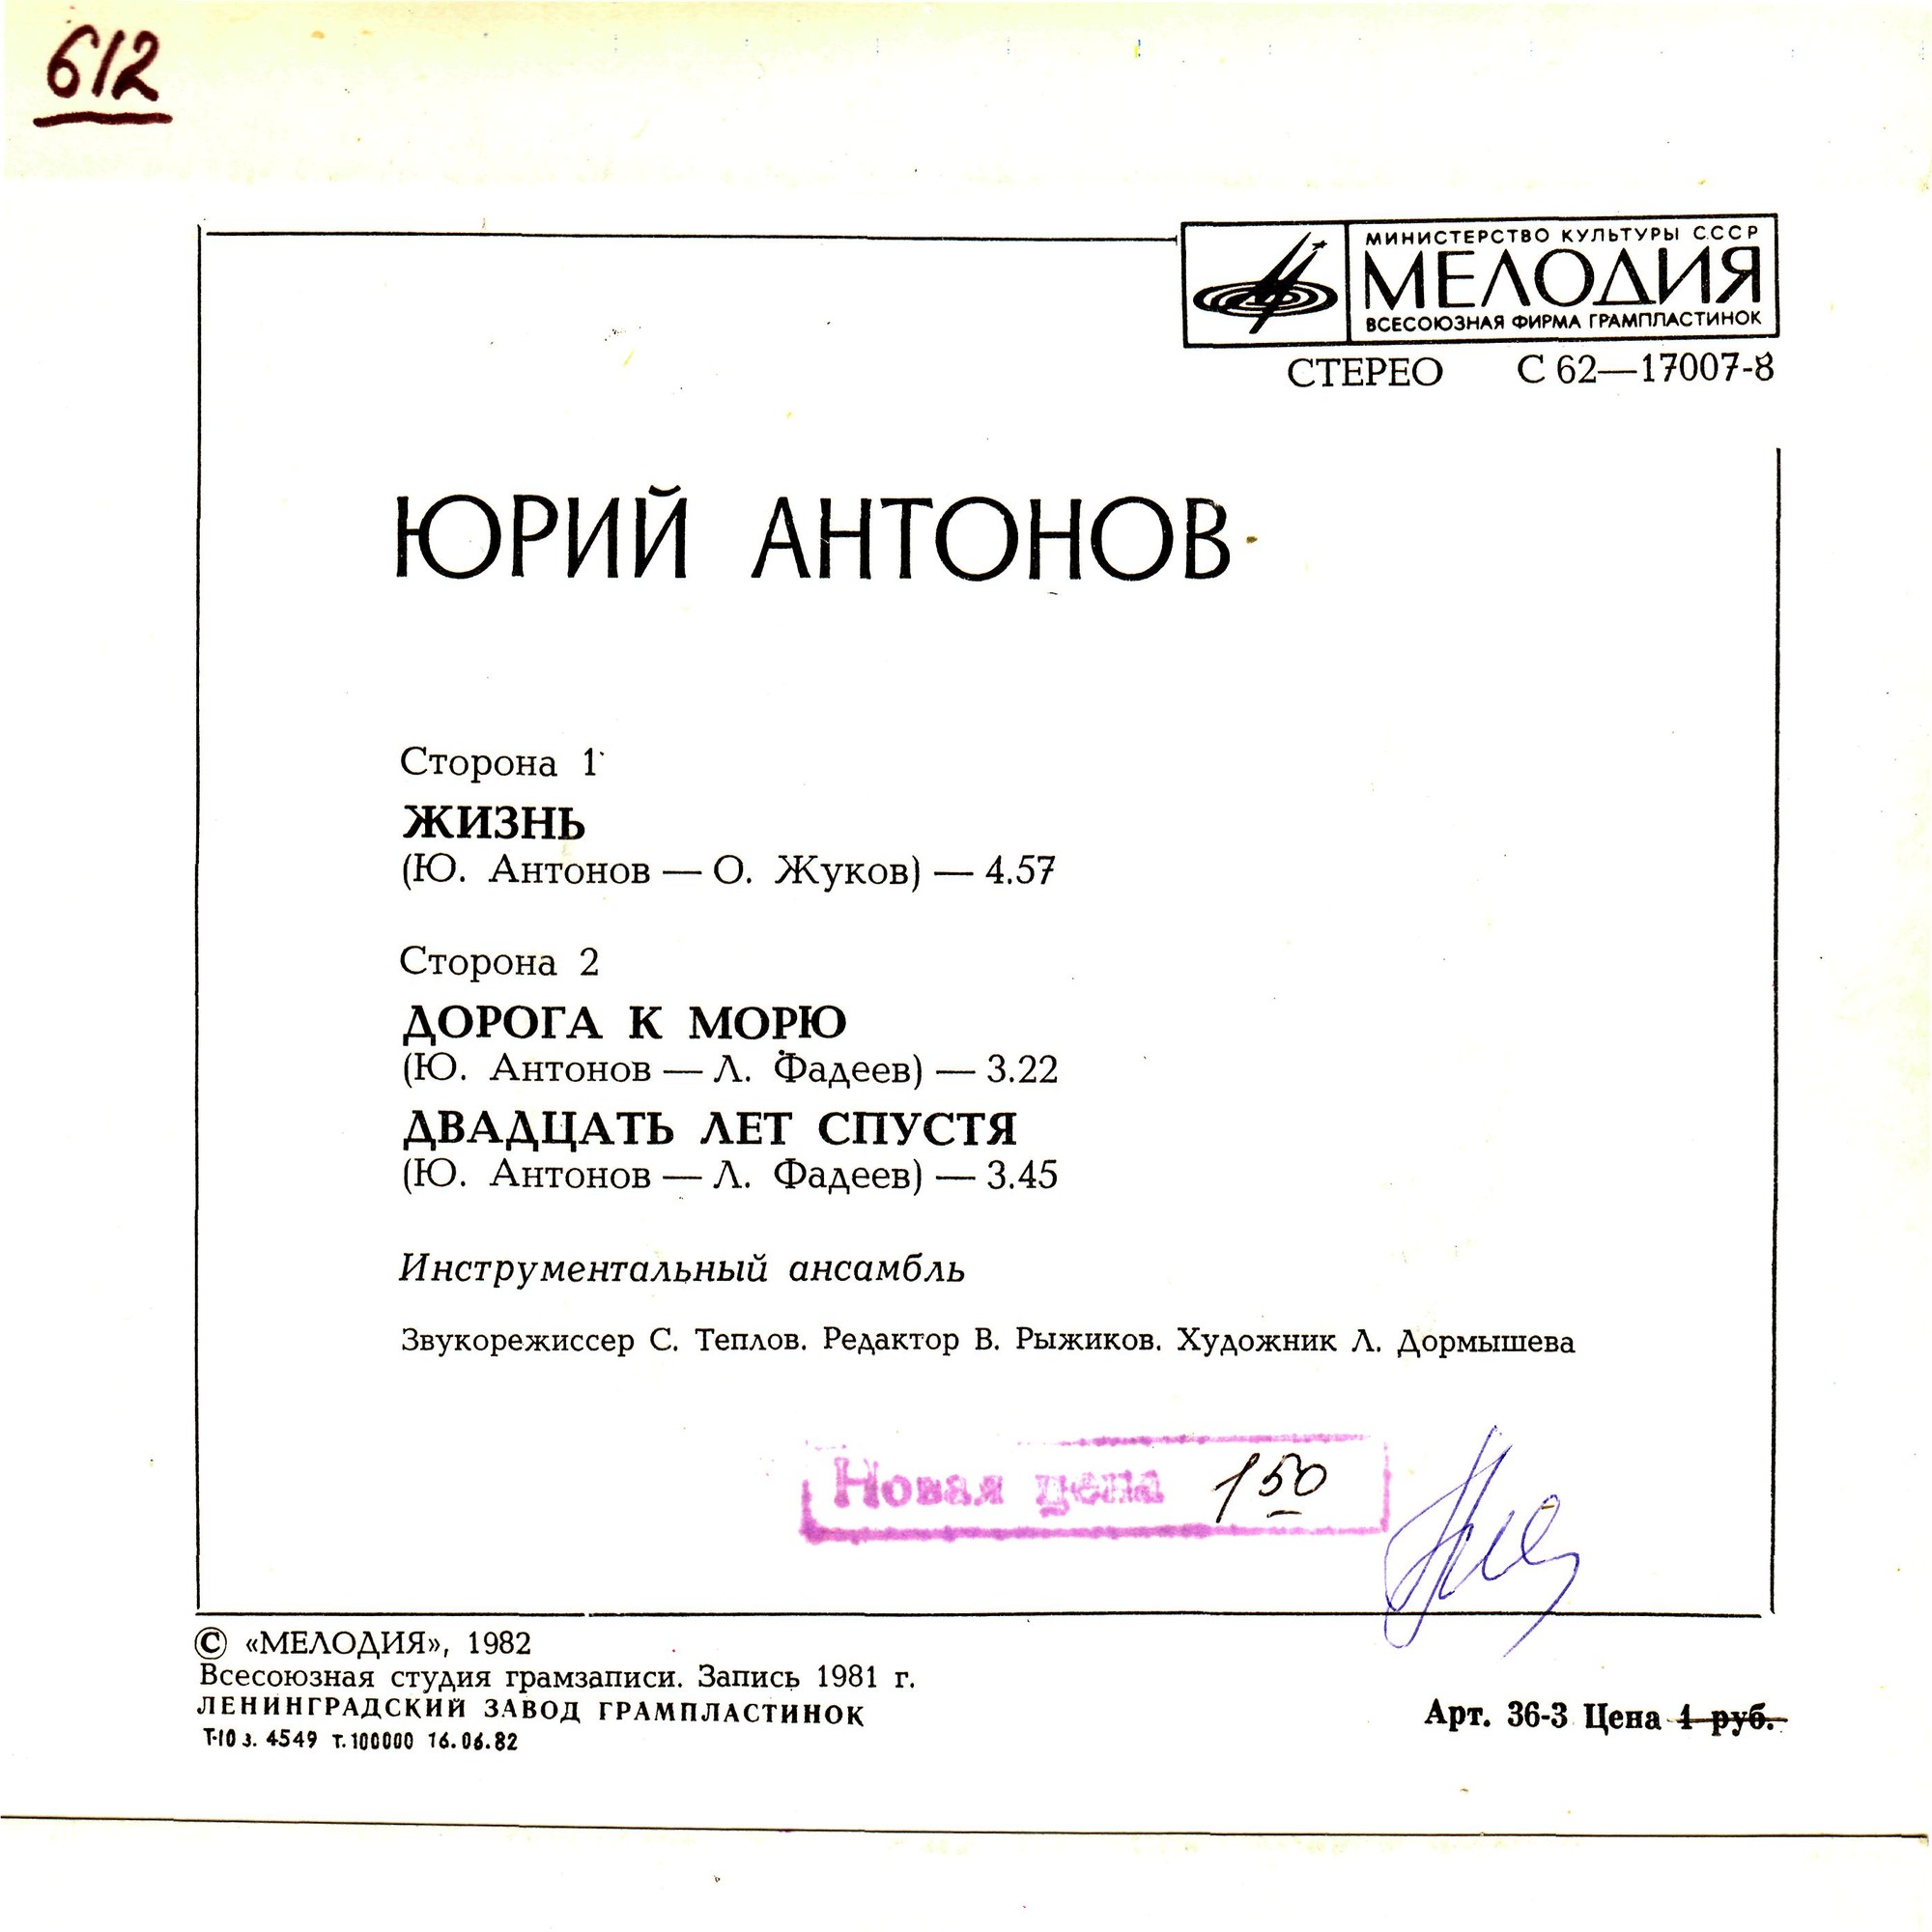 612
МИНИСТЕРСТВО КУЛЬТУРЫ СССР
МЕЛОДИЯ
ВСЕСОЮЗНАЯ ФИРМА ГРАМПЛАСТИНОК
СТЕРЕО С 62—17007-8
ЮРИЙ АНТОНОВ
Сторона 1
ЖИЗНЬ
(Ю. Антонов — О. Жуков) — 4.57
Сторона 2
ДОРОГА К МОРЮ
(Ю. Антонов — Л. Фадеев) — 3.22
ДВАДЦАТЬ ЛЕТ СПУСТЯ
(Ю. Антонов — Л. Фадеев) — 3.45
Инструментальный ансамбль
Звукорежиссер С. Теплов. Редактор В. Рыжиков. Художник Л. Дормышева
Новая цена 1 50
© «МЕЛОДИЯ», 1982
Всесоюзная студия грамзаписи. Запись 1981 г.
ЛЕНИНГРАДСКИЙ ЗАВОД ГРАМПЛАСТИНОК
Т-10 з. 4549 т. 100000 16.06.82
Арт. 36-3 Цена 1 руб.